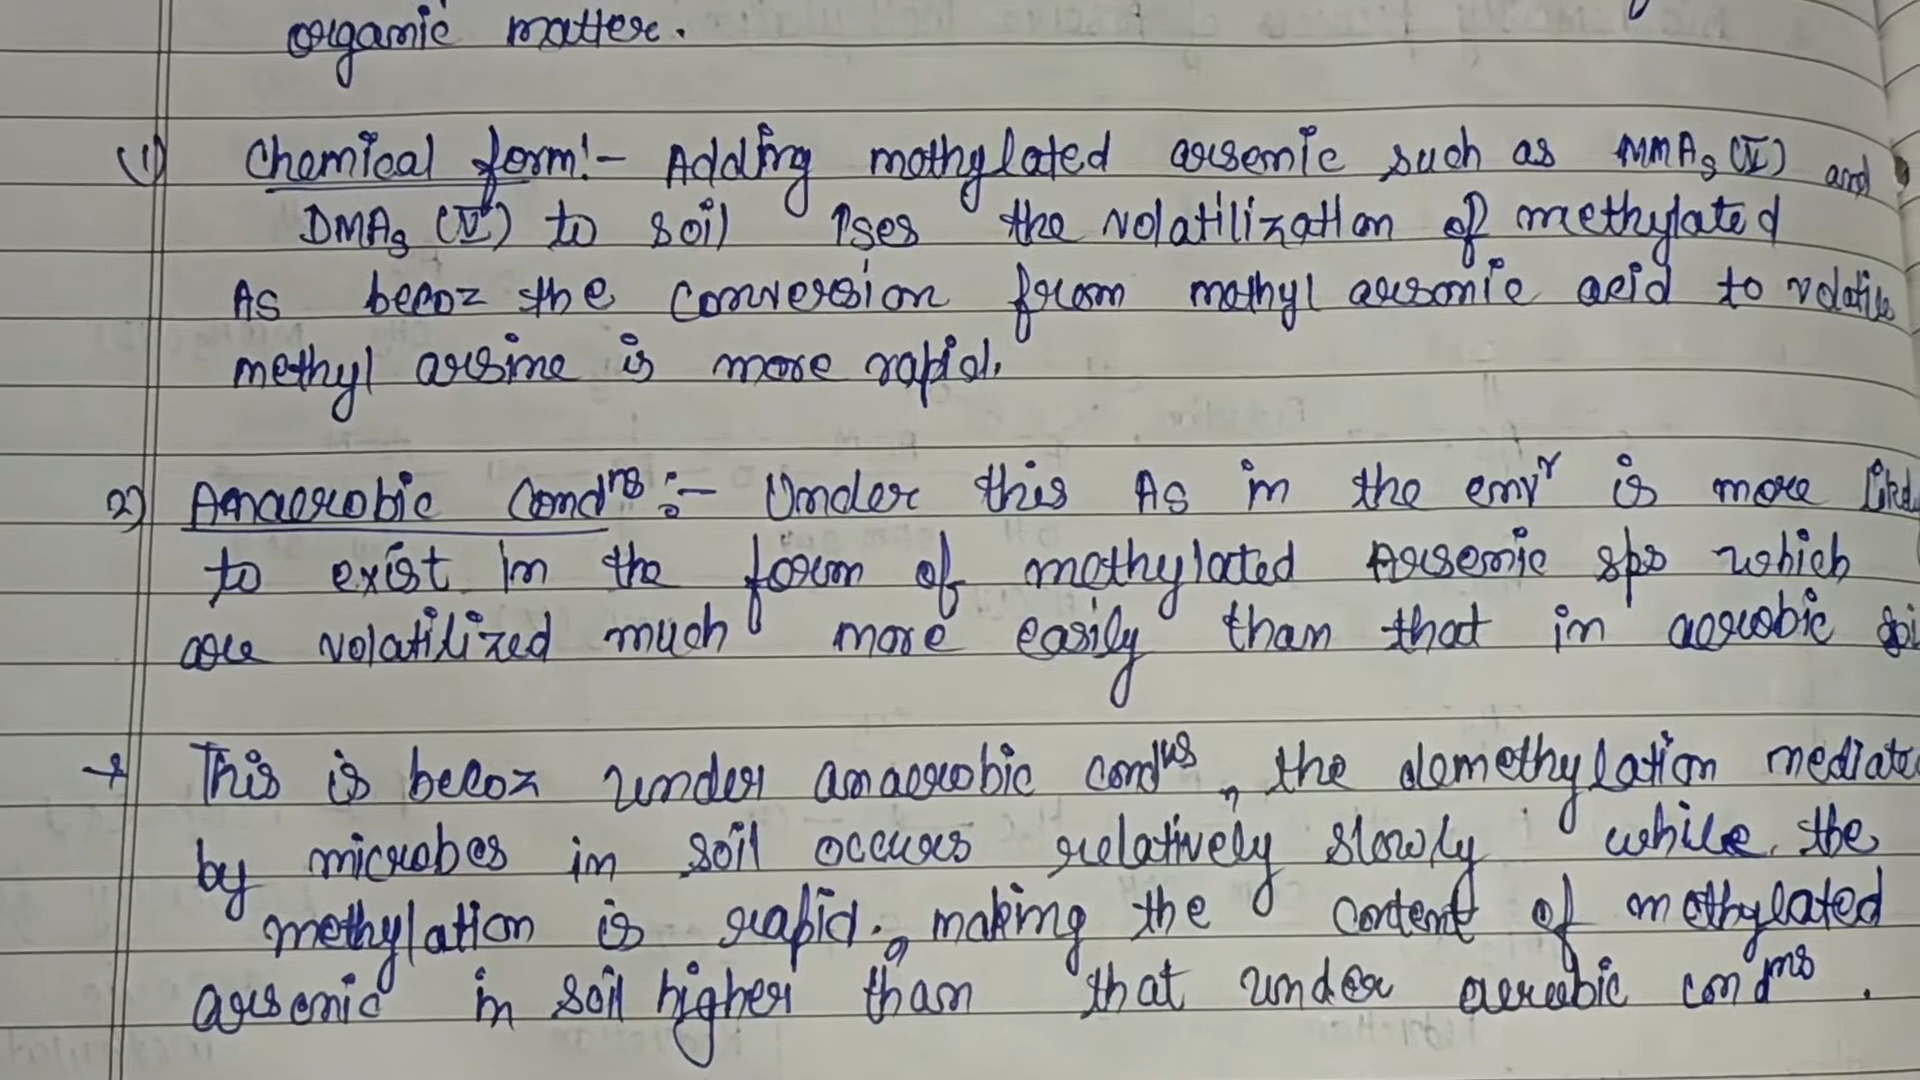 organic matter.
(1) Chemical form:- Adding methylated arsenic such as MMAs (V) and
DMAs (V) to soil ↑ses the volatilization of methylated
As becoz the conversion from methyl arsonic acid to volatile
methyl arsine is more rapid.
2) Anaerobic Condns :- Under this As in the envr is more
to exist in the form of methylated Arsenic sps which
are volatilized much more easily than that in aerobic
→ This is becoz under anaerobic condns, the demethylation mediate
by microbes in soil occurs relatively slowly while the
methylation is rapid, making the content of methylated
arsenic in soil higher than that under aerobic condns.